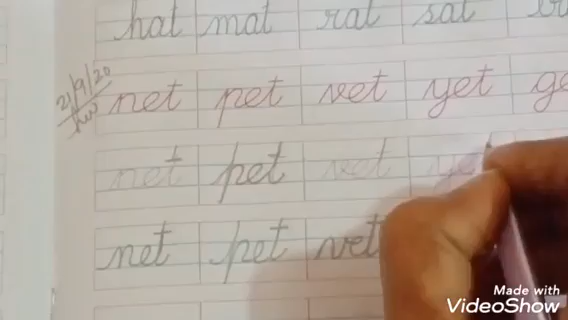 hat mat rat sat
21/9/20
net pet vet yet
net pet vet
net pet vet
Made with
VideoShow